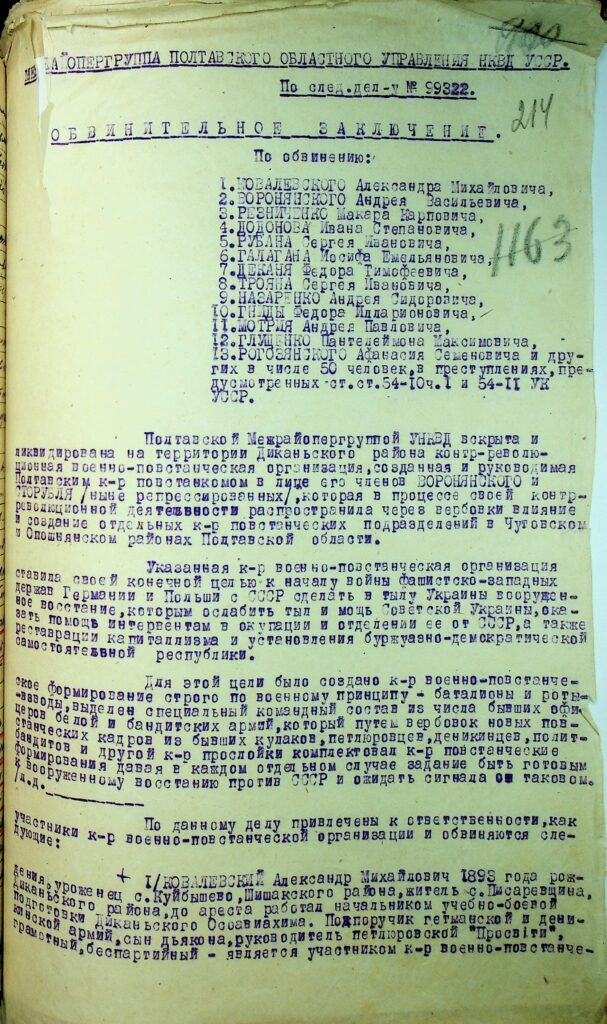 МЕЖРАЙОПЕРГРУППА ПОЛТАВСКОГО ОБЛАСТНОГО УПРАВЛЕНИЯ НКВД УССР.
По след.дел-у № 99322.
214
ОБВИНИТЕЛЬНОЕ ЗАКЛЮЧЕНИЕ.
По обвинению:
1.КОВАЛЕВСКОГО Александра Михайловича,
2.ВОРОНЯНСКОГО Андрея Васильевича,
3.РЕЗНИЧЕНКО Макара Карповича,
4.ДОДОНОВА Ивана Степановича,
5.РУБАНА Сергея Ивановича,
6.ГАЛАГАНА Иосифа Емельяновича,
1163
7.ДЕКАНЯ Федора Тимофеевича,
8.ТРОЯНА Сергея Ивановича,
9.НАЗАРЕНКО Андрея Сидоровича,
10.ГНИДЫ Федора Илларионовича,
11.МОТРИЯ Андрея Павловича,
12.ГЛУЩЕНКО Пантелеймона Максимовича,
13.РОГОЗЯНСКОГО Афанасия Семеновича и дру-
гих в числе 50 человек,в преступлениях,пре-
дусмотренных ст.ст.54-10ч.1 и 54-11 УК
УССР.
Полтавской Межрайопергруппой УНКВД вскрыта и
ликвидирована на территории Диканьского района контр-револю-
ционная военно-повстанческая организация,созданная и руководимая
Полтавским к-р повстанкомом в лице его членов ВОРОНЯНСКОГО и
СТОРУБЛЯ /ныне репрессированных/,которая в процессе своей контр-
революционной деятельности распространила через вербовки влияние
и создание отдельных к-р повстанческих подразделений в Чутовском
и Опошнянском районах Полтавской области.
Указанная к-р военно-повстанческая организация
ставила своей конечной целью к началу войны фашистско-западных
держав Германии и Польши с СССР сделать в тылу Украины вооружен-
ное восстание,которым ослабить тыл и мощь Советской Украины,ока-
зать помощь интервентам в окупации и отделении ее от СССР,а также
реставрации капиталлизма и установления буржуазно-демократической
самостоятельной республики.
Для этой цели было создано к-р военно-повстанче-
ское формирование строго по военному принципу - баталионы и роты-
-взводы,выделен специальный командный состав из числа бывших офи-
церов белой и бандитских армий,который путем вербовок новых пов-
станческих кадров из бывших кулаков,петлюровцев,деникинцев,полит-
бандитов и другой к-р прослойки комплектовал к-р повстанческие
формирования давая в каждом отдельном случае задание быть готовым
к вооруженному восстанию против СССР и ожидать сигнала о таковом.
/л.д.
По данному делу привлечены к ответственности,как
участники к-р военно-повстанческой организации и обвиняются сле-
дующие:
+ 1/КОВАЛЕВСКИЙ Александр Михайлович 1893 года рож-
дения,уроженец с.Куйбышево,Шишакского района,житель с.Писаревщина,
Диканьского района,до ареста работал начальником учебно-боевой
подготовки Диканьского Осоавиахима. Подпоручик гетманской и дени-
кинской армий,сын дьякона,руководитель петлюровской "Просвiти",
грамотный,беспартийный - является участником к-р военно-повстанче-